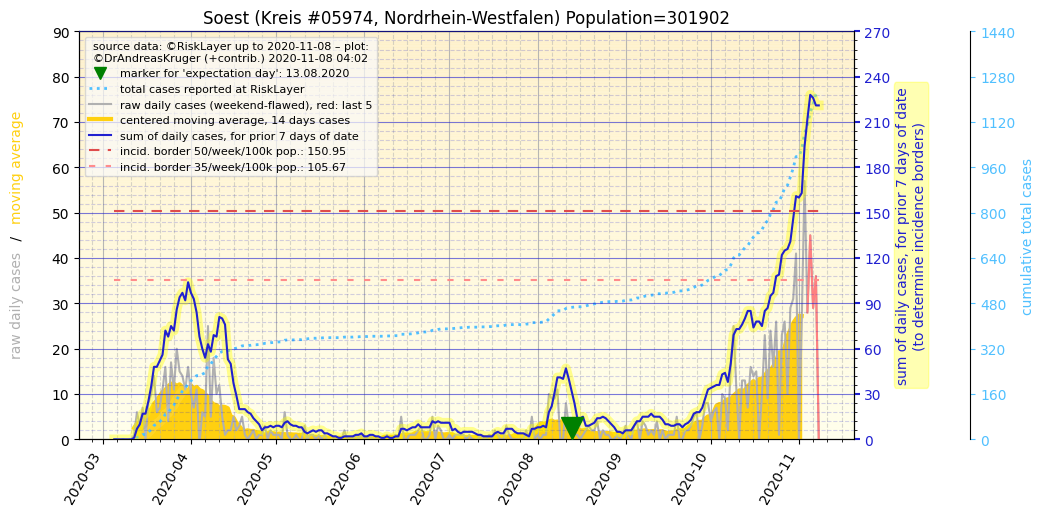 Soest (Kreis #05974, Nordrhein-Westfalen) Population=301902
source data: ©RiskLayer up to 2020-11-08 – plot:
©DrAndreasKruger (+contrib.) 2020-11-08 04:02
marker for 'expectation day': 13.08.2020
total cases reported at RiskLayer
raw daily cases (weekend-flawed), red: last 5
centered moving average, 14 days cases
sum of daily cases, for prior 7 days of date
incid. border 50/week/100k pop.: 150.95
incid. border 35/week/100k pop.: 105.67
raw daily cases / moving average
90
80
70
60
50
40
30
20
10
0
2020-03
2020-04
2020-05
2020-06
2020-07
2020-08
2020-09
2020-10
2020-11
270
240
210
180
150
120
90
60
30
0
sum of daily cases, for prior 7 days of date
(to determine incidence borders)
1440
1280
1120
960
800
640
480
320
160
0
cumulative total cases